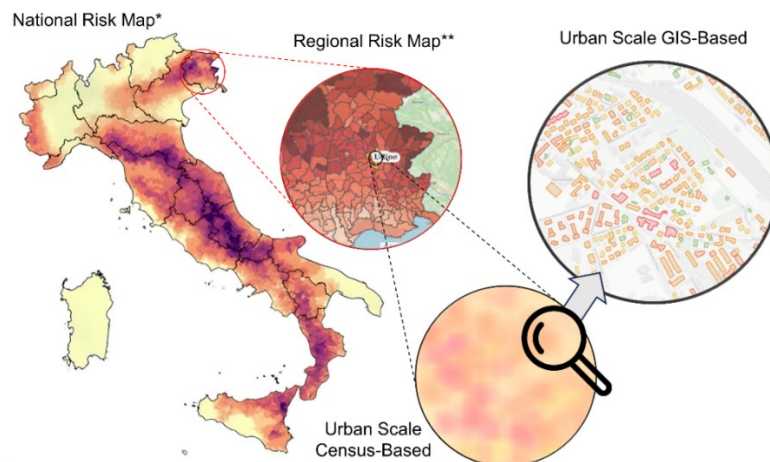 National Risk Map*
Regional Risk Map**
Urban Scale GIS-Based
Udine
Urban Scale
Census-Based